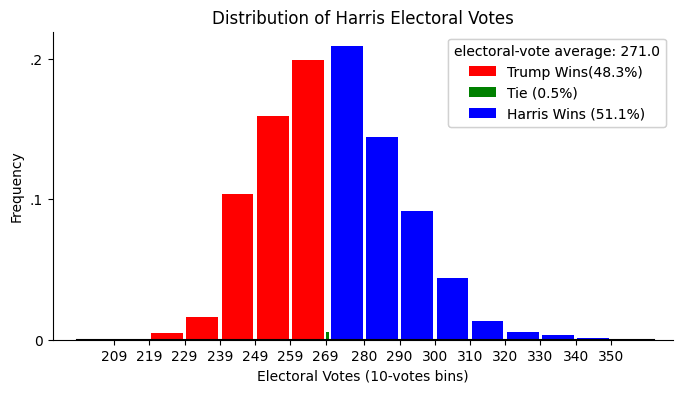 Distribution of Harris Electoral Votes
electoral-vote average: 271.0
Trump Wins(48.3%)
Tie (0.5%)
Harris Wins (51.1%)
Frequency
.2
.1
0
209 219 229 239 249 259 269 280 290 300 310 320 330 340 350
Electoral Votes (10-votes bins)